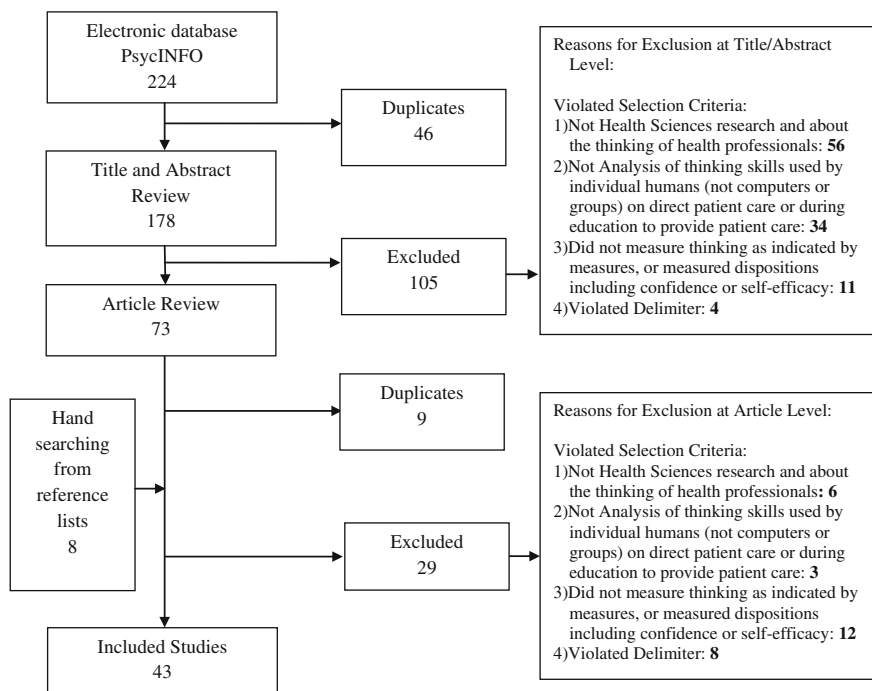 Electronic database
PsycINFO
224
Duplicates
46
Title and Abstract
Review
178
Excluded
105
Reasons for Exclusion at Title/Abstract
Level:
Violated Selection Criteria:
1)Not Health Sciences research and about
the thinking of health professionals: 56
2)Not Analysis of thinking skills used by
individual humans (not computers or
groups) on direct patient care or during
education to provide patient care: 34
3)Did not measure thinking as indicated by
measures, or measured dispositions
including confidence or self-efficacy: 11
4)Violated Delimiter: 4
Article Review
73
Duplicates
9
Hand
searching
from
reference
lists
8
Excluded
29
Reasons for Exclusion at Article Level:
Violated Selection Criteria:
1)Not Health Sciences research and about
the thinking of health professionals: 6
2)Not Analysis of thinking skills used by
individual humans (not computers or
groups) on direct patient care or during
education to provide patient care: 3
3)Did not measure thinking as indicated by
measures, or measured dispositions
including confidence or self-efficacy: 12
4)Violated Delimiter: 8
Included Studies
43